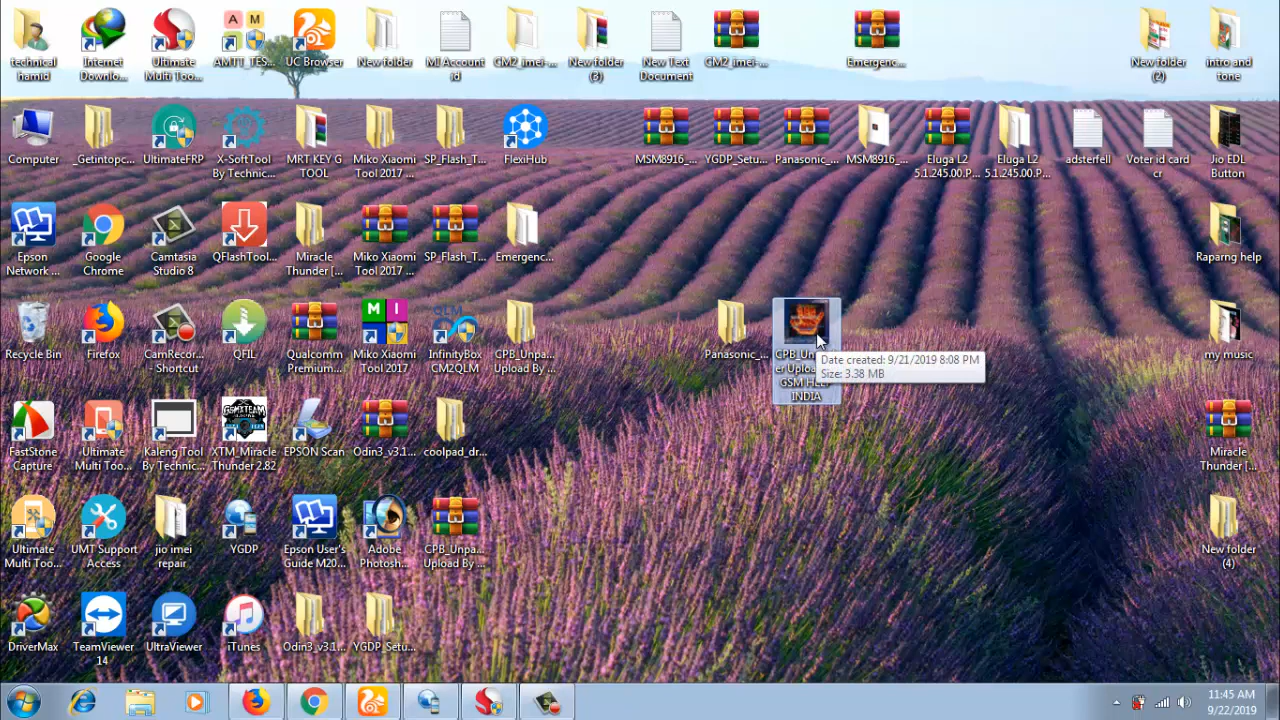 technical
hamid
Internet
Downlo...
Ultimate
Multi Too...
A M
T T
AMTT_TES...
UC Browser
New folder
MI Account
id
CM2_imei-...
New folder
(3)
New Text
Document
CM2_imei-...
Emergenc...
New folder
(2)
intro and
tone
Computer
_Getintopc...
UltimateFRP
X-SoftTool
By Technic...
MRT KEY G
TOOL
Miko Xiaomi
Tool 2017 ...
SP_Flash_T...
FlexiHub
MSM8916_...
YGDP_Setu...
Panasonic_...
MSM8916_...
Eluga L2
5.1.245.00.P...
Eluga L2
5.1.245.00.P...
adsterfell
Voter id card
cr
Jio EDL
Button
Epson
Network ...
Google
Chrome
Camtasia
Studio 8
QFlashTool...
Miracle
Thunder [...
Miko Xiaomi
Tool 2017 ...
SP_Flash_T...
Emergenc...
Raparng help
Recycle Bin
Firefox
CamRecor...
- Shortcut
QFIL
Qualcomm
Premium...
M I
Miko Xiaomi
Tool 2017
QLM
InfinityBox
CM2QLM
CPB_Unpa...
Upload By ...
Panasonic_...
GSM HELP
INDIA
Date created: 9/21/2019 8:08 PM
Size: 3.38 MB
my music
FastStone
Capture
Ultimate
Multi Too...
Kaleng Tool
By Technic...
GSMXTEAM
XTM_Miracle
Thunder 2.82
EPSON Scan
Odin3_v3.1...
coolpad_dr...
Miracle
Thunder [...
Ultimate
Multi Too...
UMT Support
Access
jio imei
repair
YGDP
Epson User's
Guide M20...
Adobe
Photosh...
CPB_Unpa...
Upload By ...
New folder
(4)
DriverMax
TeamViewer
14
UltraViewer
iTunes
Odin3_v3.1...
YGDP_Setu...
11:45 AM
9/22/2019